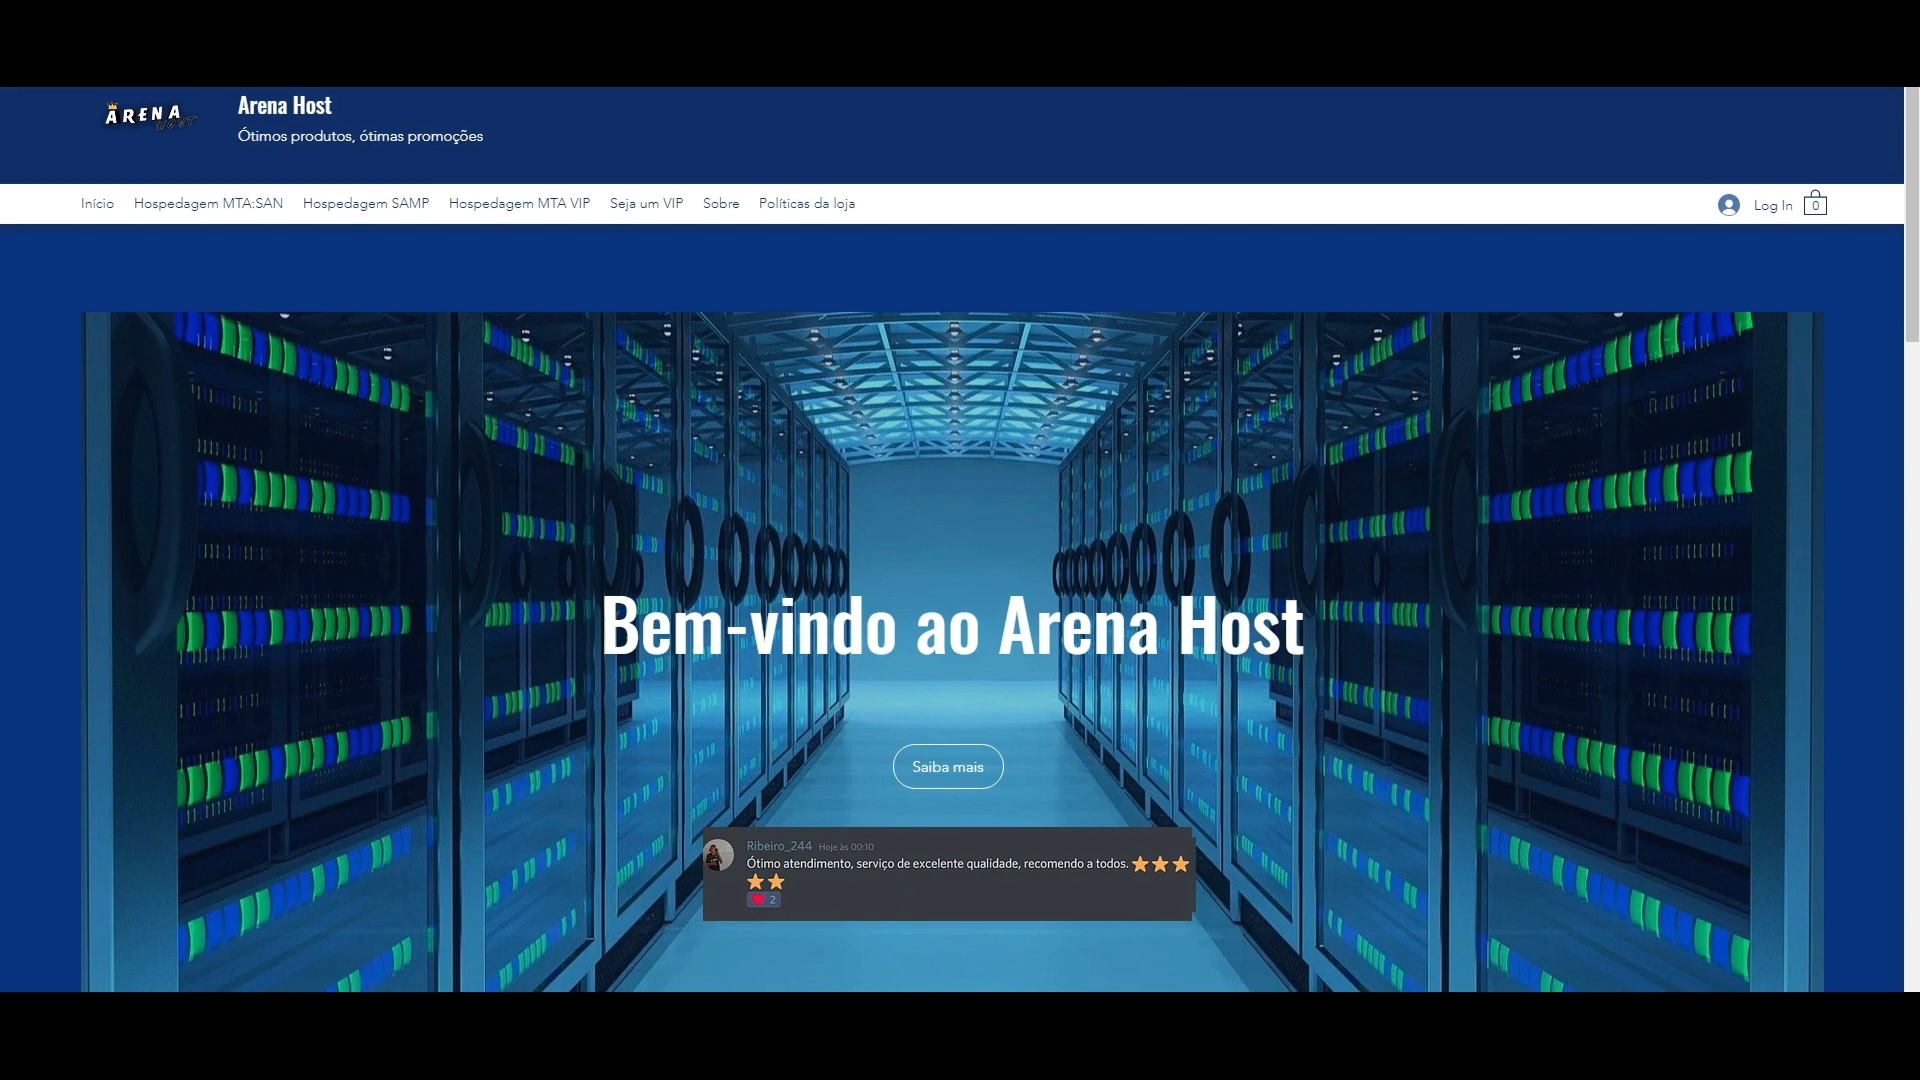 ARENA
HOST
Arena Host
Ótimos produtos, ótimas promoções
Início Hospedagem MTA:SAN Hospedagem SAMP Hospedagem MTA VIP Seja um VIP Sobre Políticas da loja
Log In 0
Bem-vindo ao Arena Host
Saiba mais
Ribeiro_244 Hoje às 00:10
Ótimo atendimento, serviço de excelente qualidade, recomendo a todos.
2